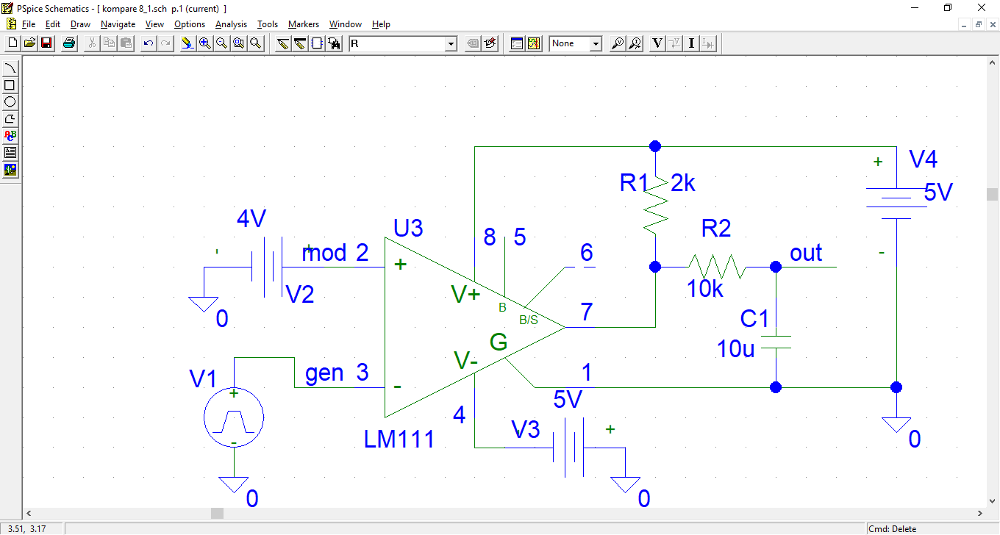 PSpice Schematics - [ kompare 8_1.sch p.1 (current) ]
File Edit Draw Navigate View Options Analysis Tools Markers Window Help
R
None
V
I
ABC
+
V4
R1
2k
5V
4V
U3
R2
8
5
mod
2
+
6
out
-
+
V+
10k
V2
B
0
B/S
7
C1
G
10u
V-
V1
gen
3
-
1
+
5V
4
V3
+
LM111
-
0
0
0
3.51, 3.17
Cmd: Delete